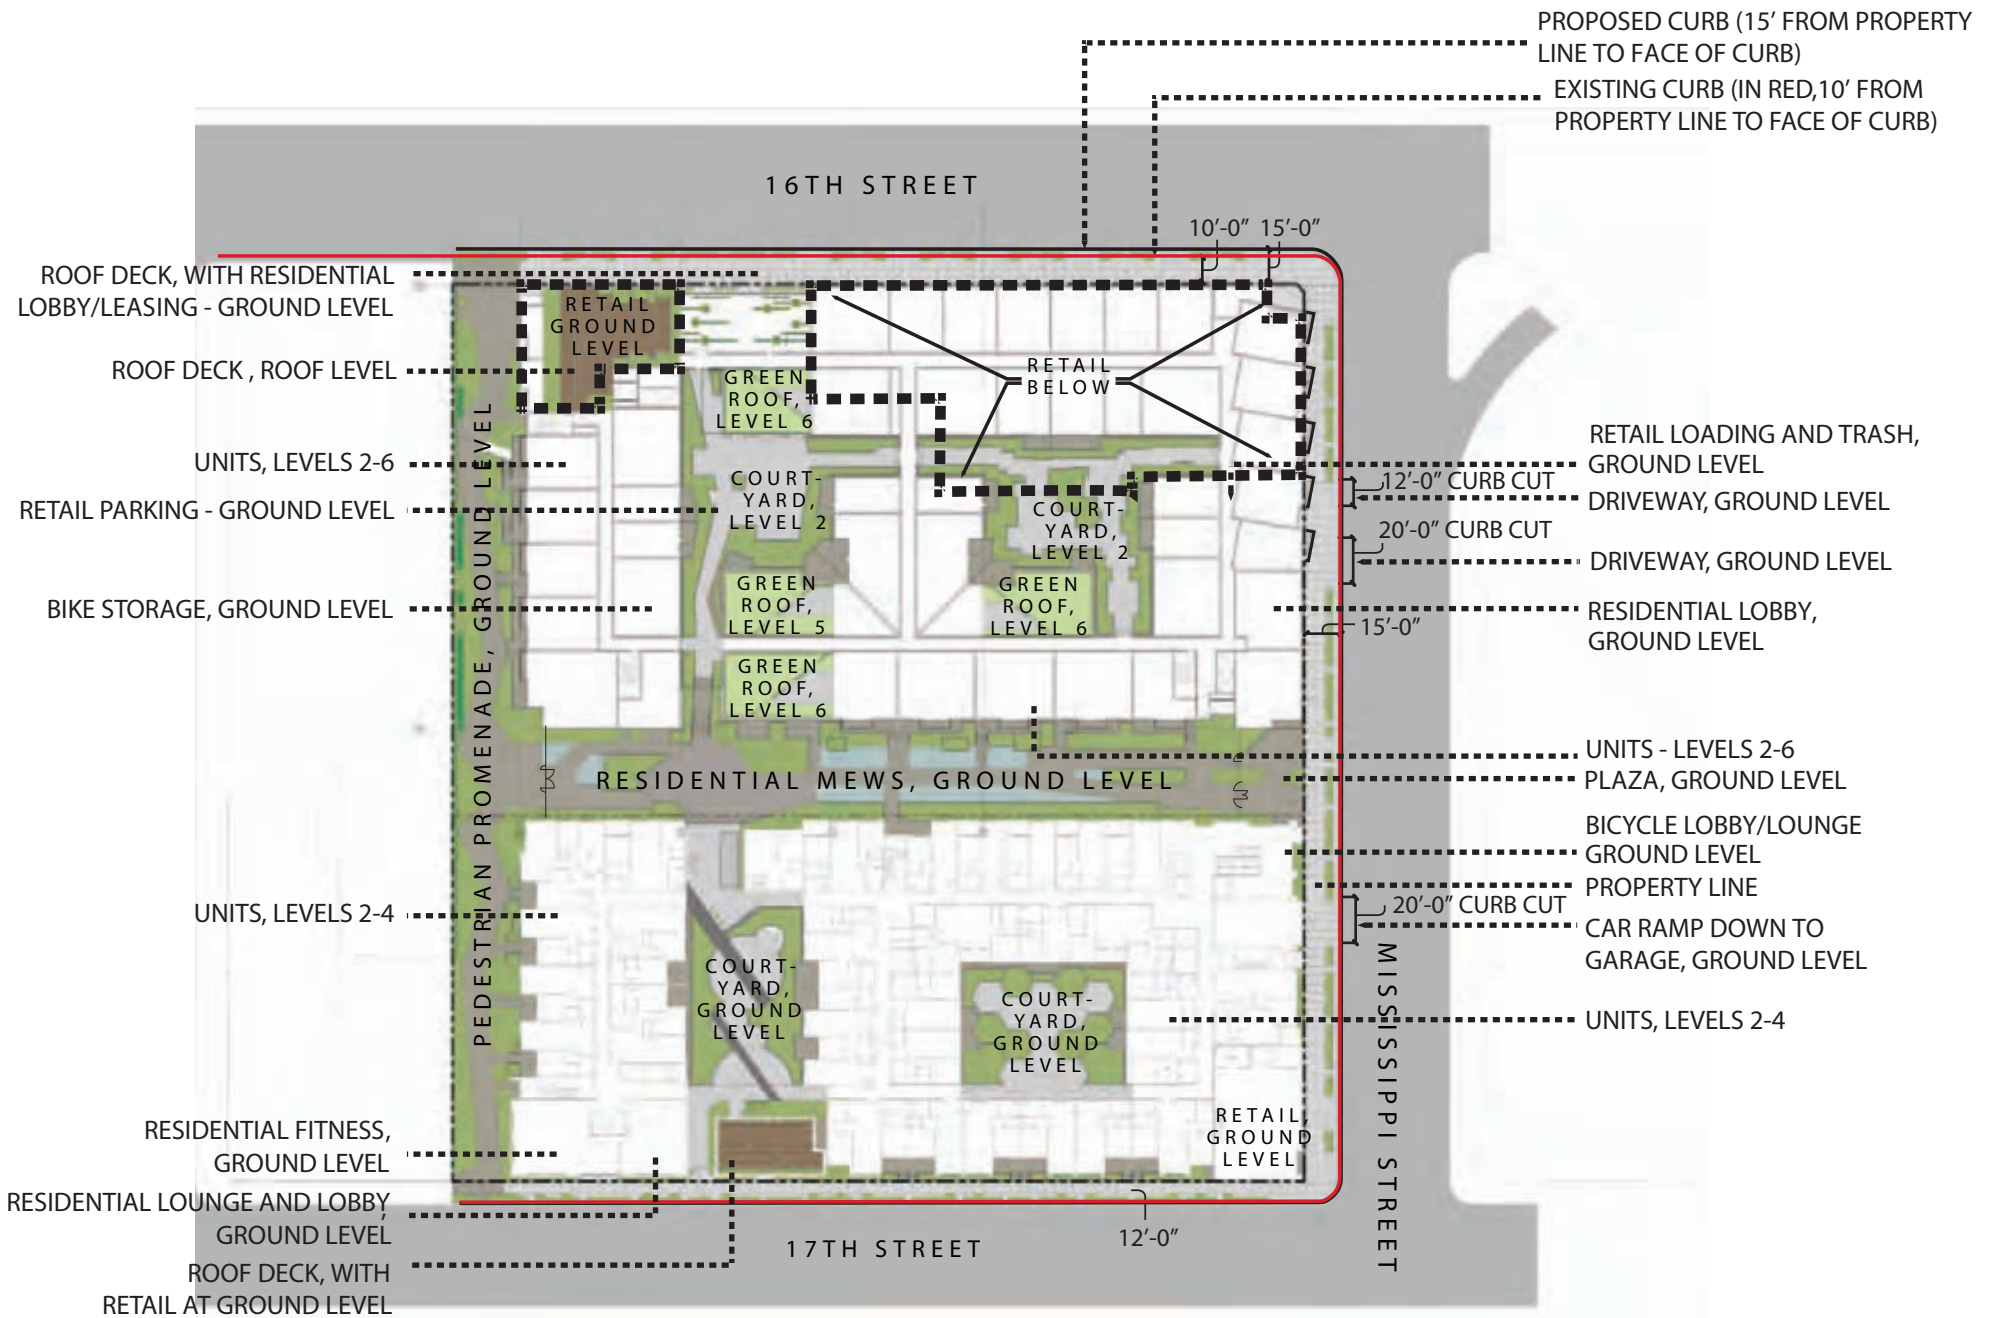 PROPOSED CURB (15’ FROM PROPERTY
LINE TO FACE OF CURB)
EXISTING CURB (IN RED,10’ FROM
PROPERTY LINE TO FACE OF CURB)
16TH STREET
10’-0” 15’-0”
ROOF DECK, WITH RESIDENTIAL
LOBBY/LEASING - GROUND LEVEL
ROOF DECK , ROOF LEVEL
UNITS, LEVELS 2-6
RETAIL PARKING - GROUND LEVEL
BIKE STORAGE, GROUND LEVEL
UNITS, LEVELS 2-4
RESIDENTIAL FITNESS,
GROUND LEVEL
RESIDENTIAL LOUNGE AND LOBBY,
GROUND LEVEL
ROOF DECK, WITH
RETAIL AT GROUND LEVEL
PEDESTRIAN PROMENADE, GROUND LEVEL
RETAIL
GROUND
LEVEL
GREEN
ROOF,
LEVEL 6
RETAIL
BELOW
COURT-
YARD,
LEVEL 2
COURT-
YARD,
LEVEL 2
GREEN
ROOF,
LEVEL 5
GREEN
ROOF,
LEVEL 6
GREEN
ROOF,
LEVEL 6
RESIDENTIAL MEWS, GROUND LEVEL
COURT-
YARD,
GROUND
LEVEL
COURT-
YARD,
GROUND
LEVEL
RETAIL,
GROUND
LEVEL
17TH STREET
12’-0”
RETAIL LOADING AND TRASH,
GROUND LEVEL
12’-0” CURB CUT
DRIVEWAY, GROUND LEVEL
20’-0” CURB CUT
DRIVEWAY, GROUND LEVEL
RESIDENTIAL LOBBY,
GROUND LEVEL
15’-0”
UNITS - LEVELS 2-6
PLAZA, GROUND LEVEL
BICYCLE LOBBY/LOUNGE
GROUND LEVEL
PROPERTY LINE
20’-0” CURB CUT
CAR RAMP DOWN TO
GARAGE, GROUND LEVEL
UNITS, LEVELS 2-4
MISSISSIPPI STREET